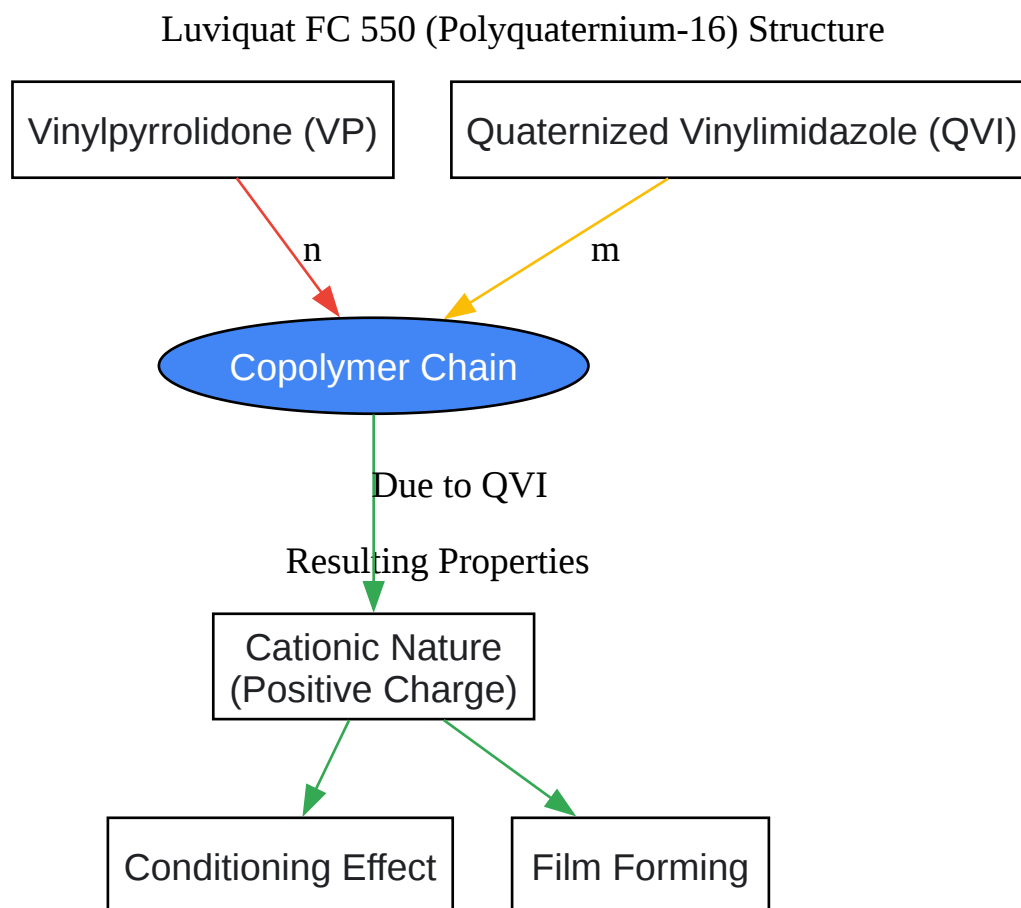 Luviquat FC 550 (Polyquaternium-16) Structure
Vinylpyrrolidone (VP)
Quaternized Vinylimidazole (QVI)
n
m
Copolymer Chain
Due to QVI
Resulting Properties
Cationic Nature
(Positive Charge)
Conditioning Effect
Film Forming